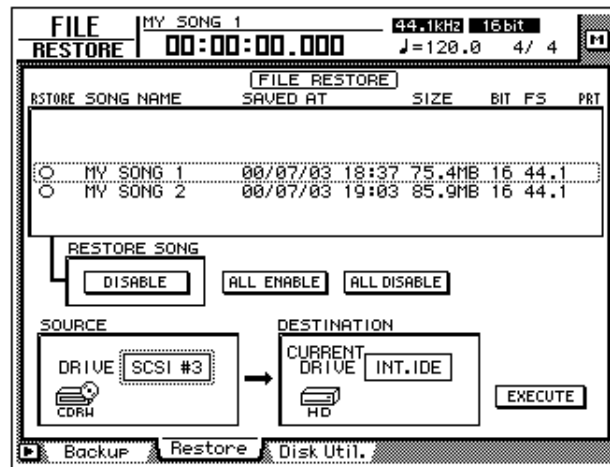 FILE MY SONG 1 44.1kHz 16bit
RESTORE 00:00:00.000 ♩=120.0 4/ 4 M
FILE RESTORE
RSTORE SONG NAME SAVED AT SIZE BIT FS PRT
MY SONG 1 00/07/03 18:37 75.4MB 16 44.1
MY SONG 2 00/07/03 19:03 85.9MB 16 44.1
RESTORE SONG
DISABLE ALL ENABLE ALL DISABLE
SOURCE DESTINATION
DRIVE SCSI #3 CURRENT DRIVE INT.IDE
CDRW HD EXECUTE
Backup Restore Disk Util.